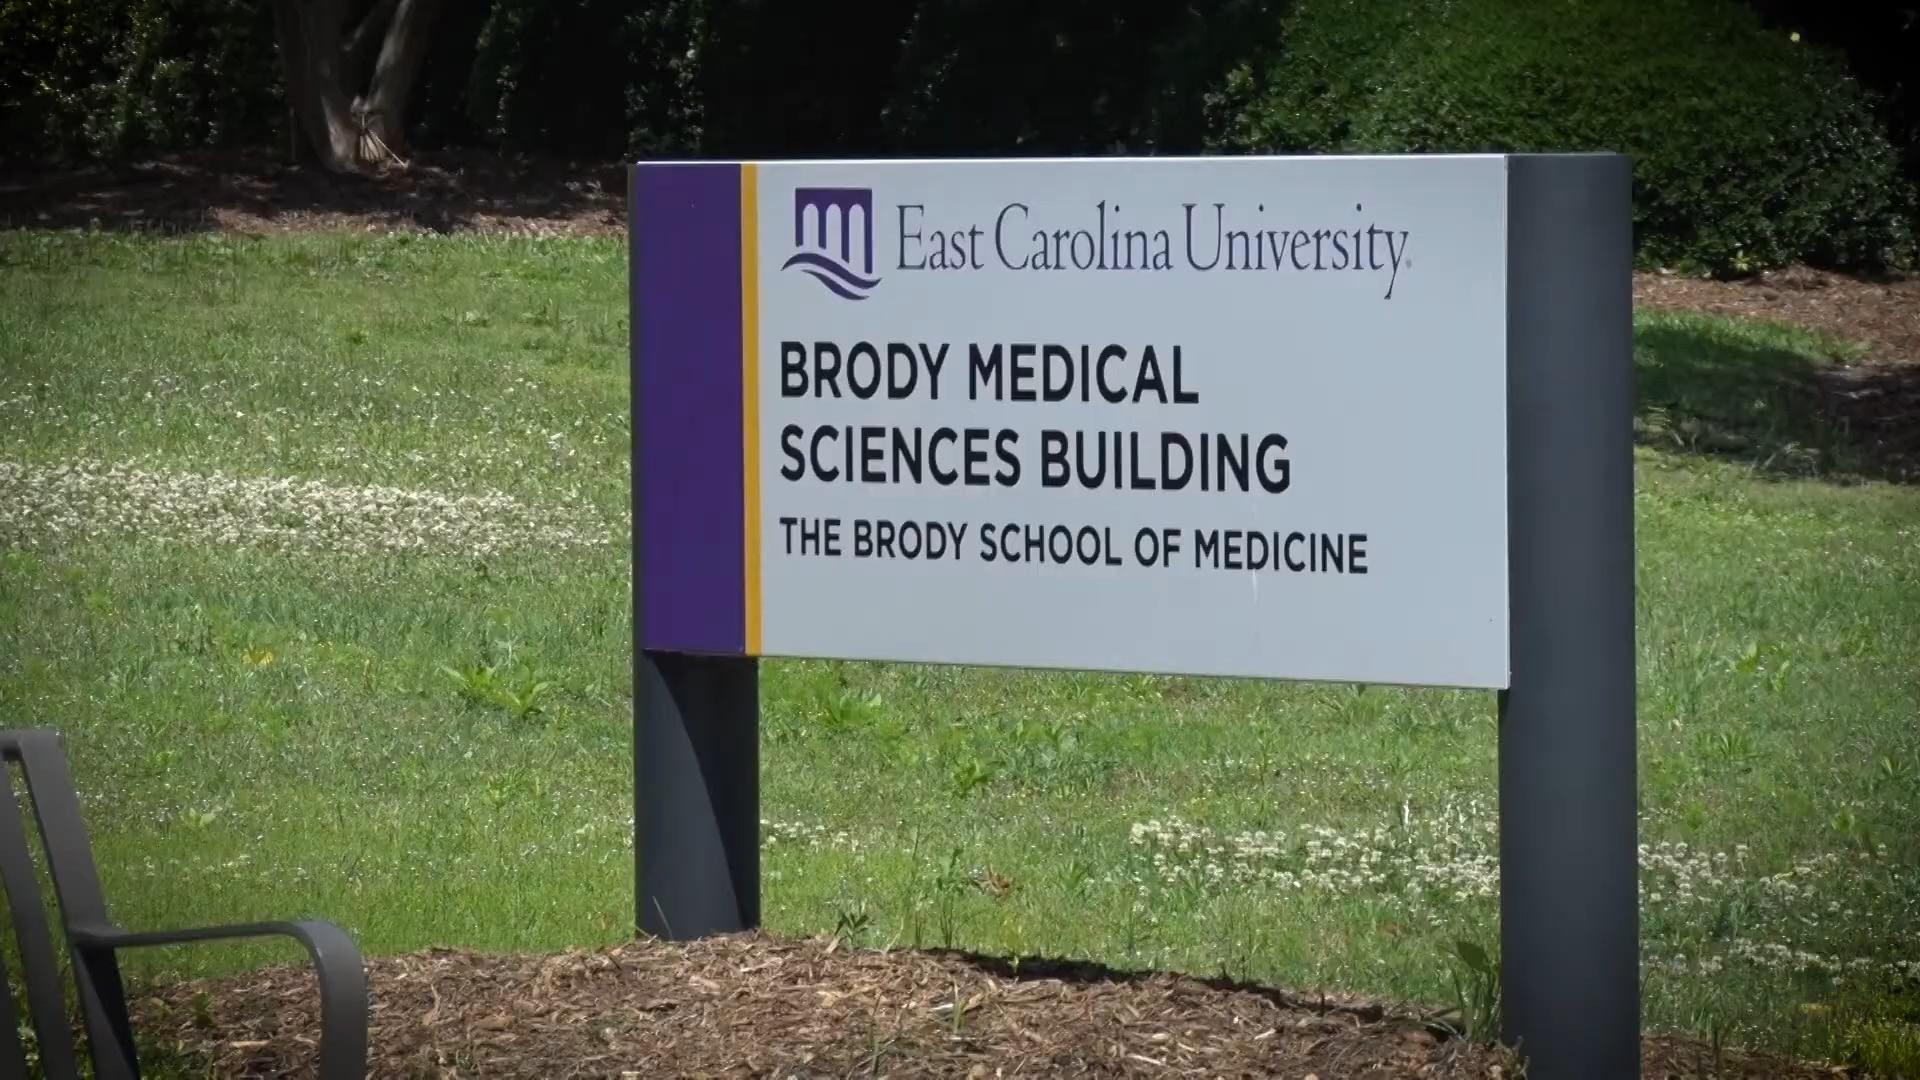 East Carolina University
BRODY MEDICAL
SCIENCES BUILDING
THE BRODY SCHOOL OF MEDICINE